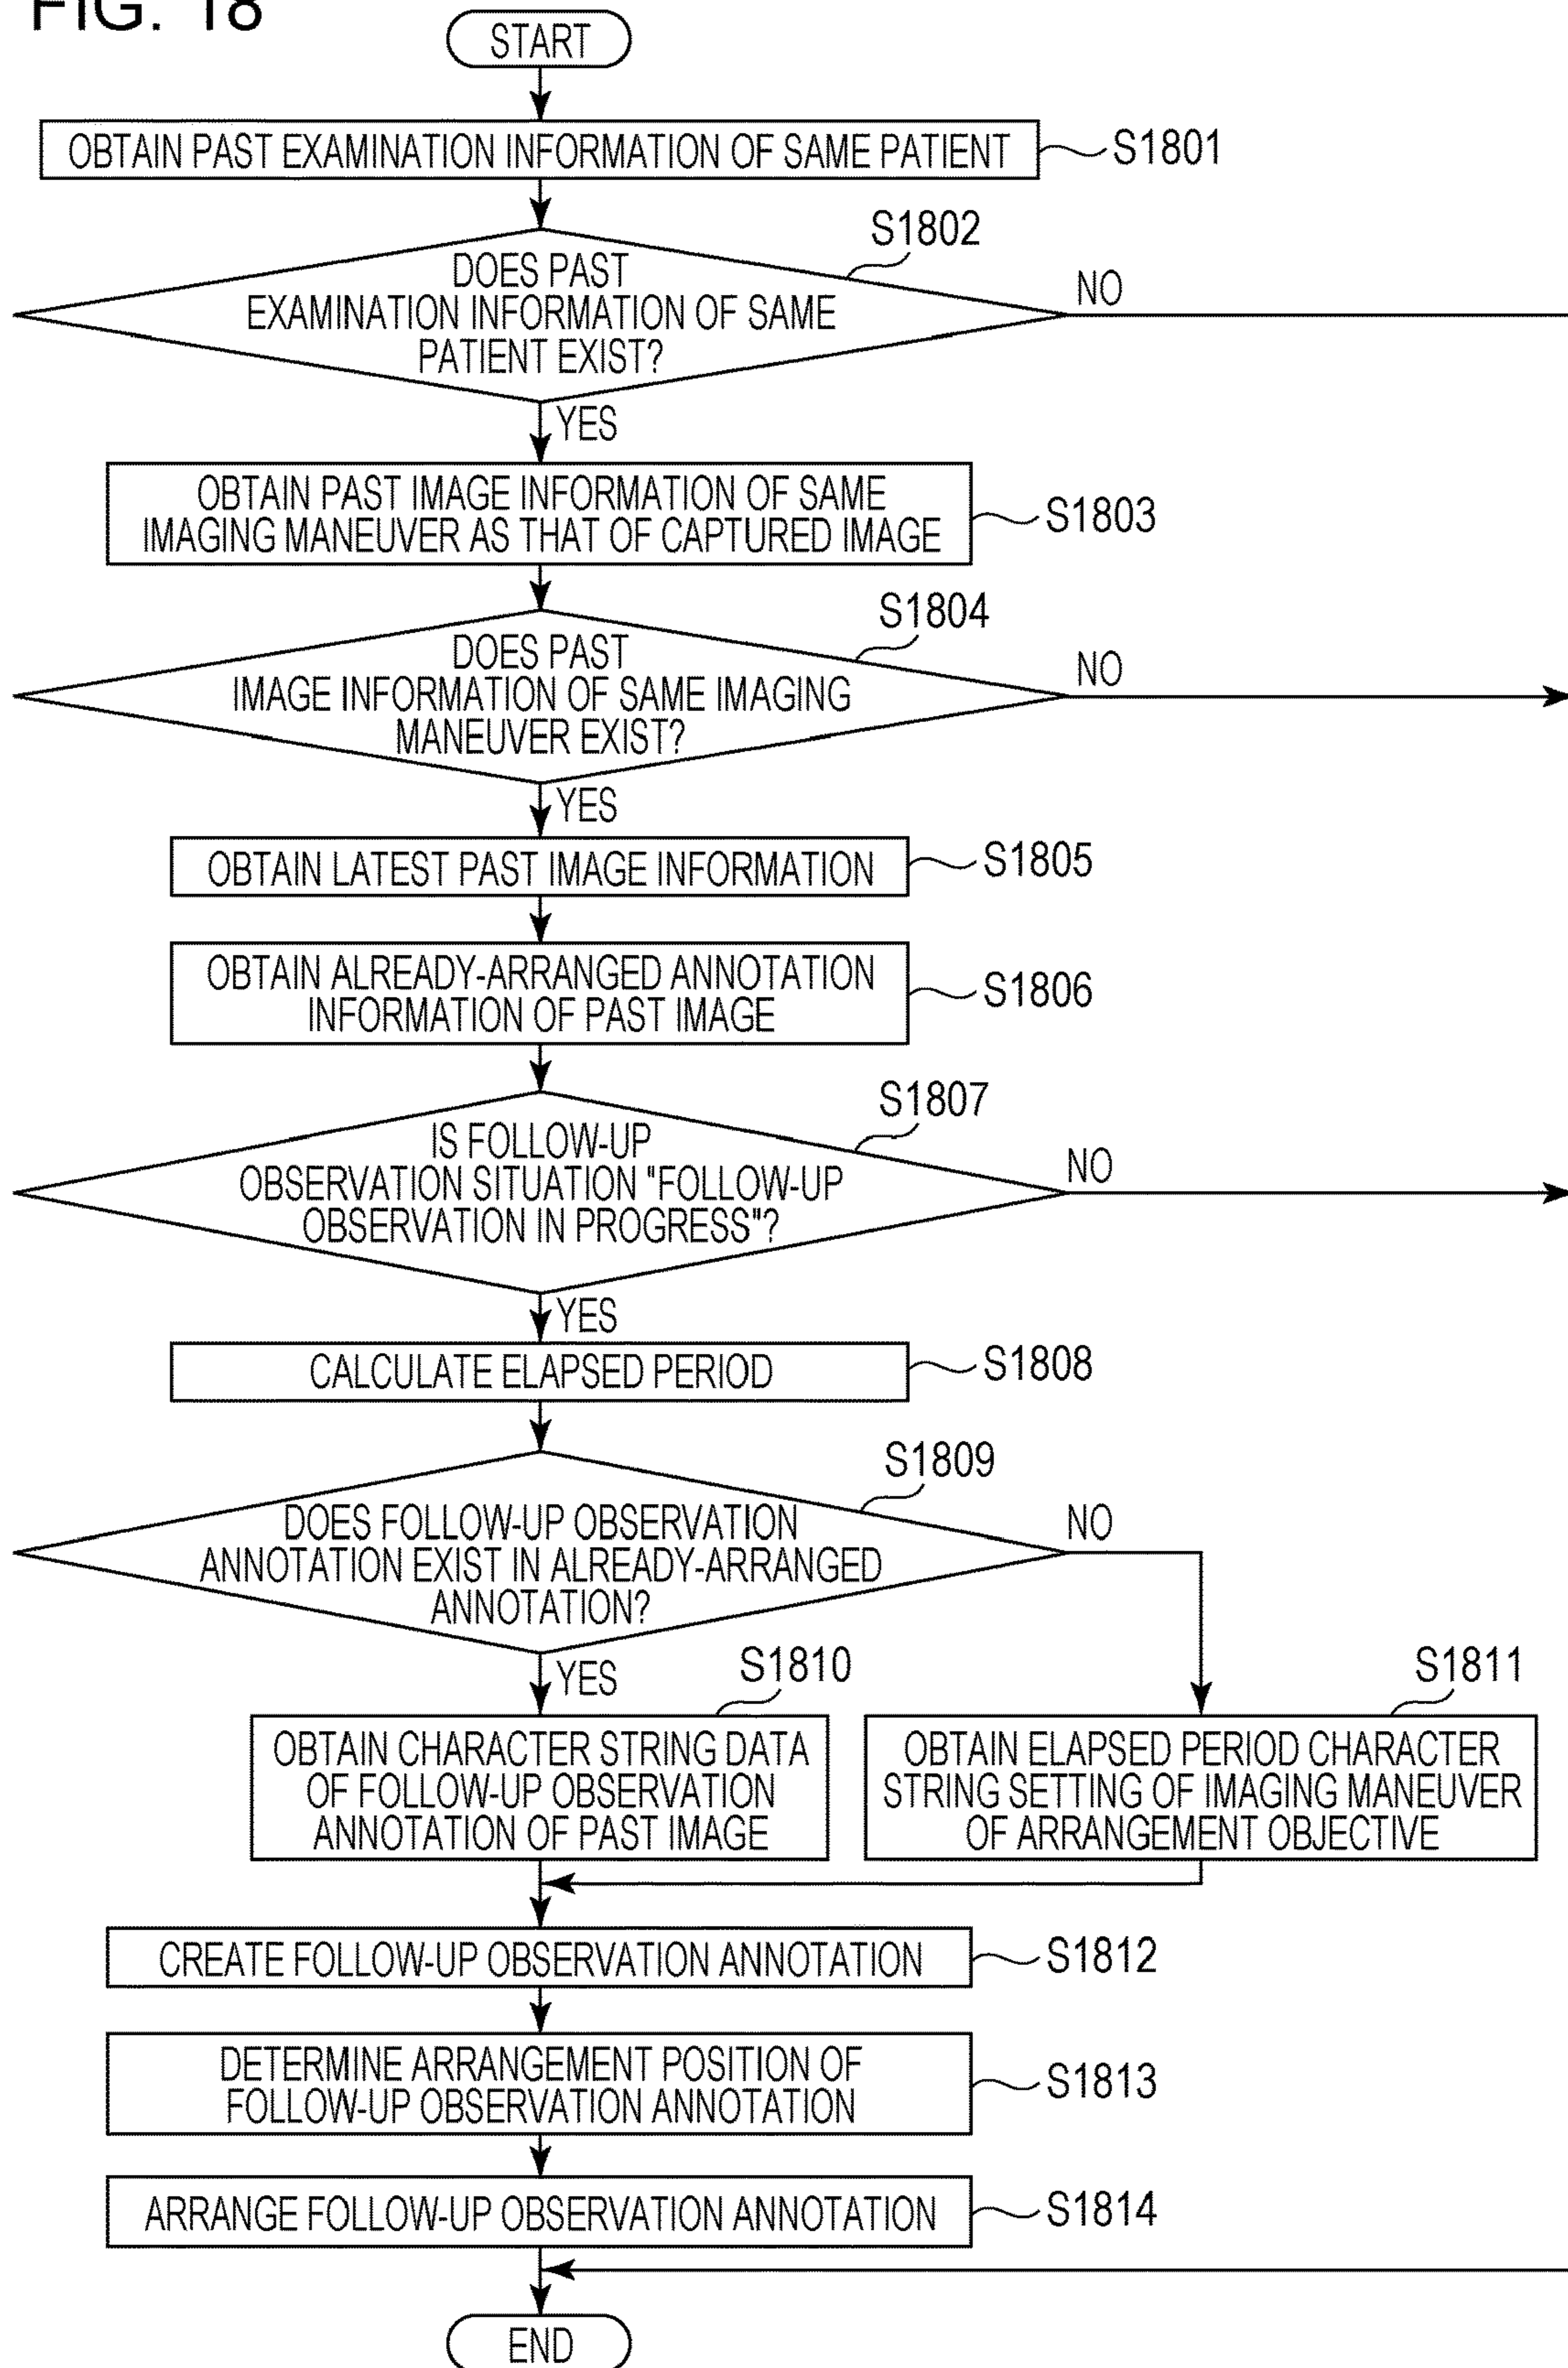 FIG. 18
START
OBTAIN PAST EXAMINATION INFORMATION OF SAME PATIENT
S1801
S1802
DOES PAST
EXAMINATION INFORMATION OF SAME
PATIENT EXIST?
NO
YES
OBTAIN PAST IMAGE INFORMATION OF SAME
IMAGING MANEUVER AS THAT OF CAPTURED IMAGE
S1803
S1804
DOES PAST
IMAGE INFORMATION OF SAME IMAGING
MANEUVER EXIST?
NO
YES
OBTAIN LATEST PAST IMAGE INFORMATION
S1805
OBTAIN ALREADY-ARRANGED ANNOTATION
INFORMATION OF PAST IMAGE
S1806
S1807
IS FOLLOW-UP
OBSERVATION SITUATION "FOLLOW-UP
OBSERVATION IN PROGRESS"?
NO
YES
CALCULATE ELAPSED PERIOD
S1808
S1809
DOES FOLLOW-UP OBSERVATION
ANNOTATION EXIST IN ALREADY-ARRANGED
ANNOTATION?
NO
YES
S1810
OBTAIN CHARACTER STRING DATA
OF FOLLOW-UP OBSERVATION
ANNOTATION OF PAST IMAGE
S1811
OBTAIN ELAPSED PERIOD CHARACTER
STRING SETTING OF IMAGING MANEUVER
OF ARRANGEMENT OBJECTIVE
CREATE FOLLOW-UP OBSERVATION ANNOTATION
S1812
DETERMINE ARRANGEMENT POSITION OF
FOLLOW-UP OBSERVATION ANNOTATION
S1813
ARRANGE FOLLOW-UP OBSERVATION ANNOTATION
S1814
END